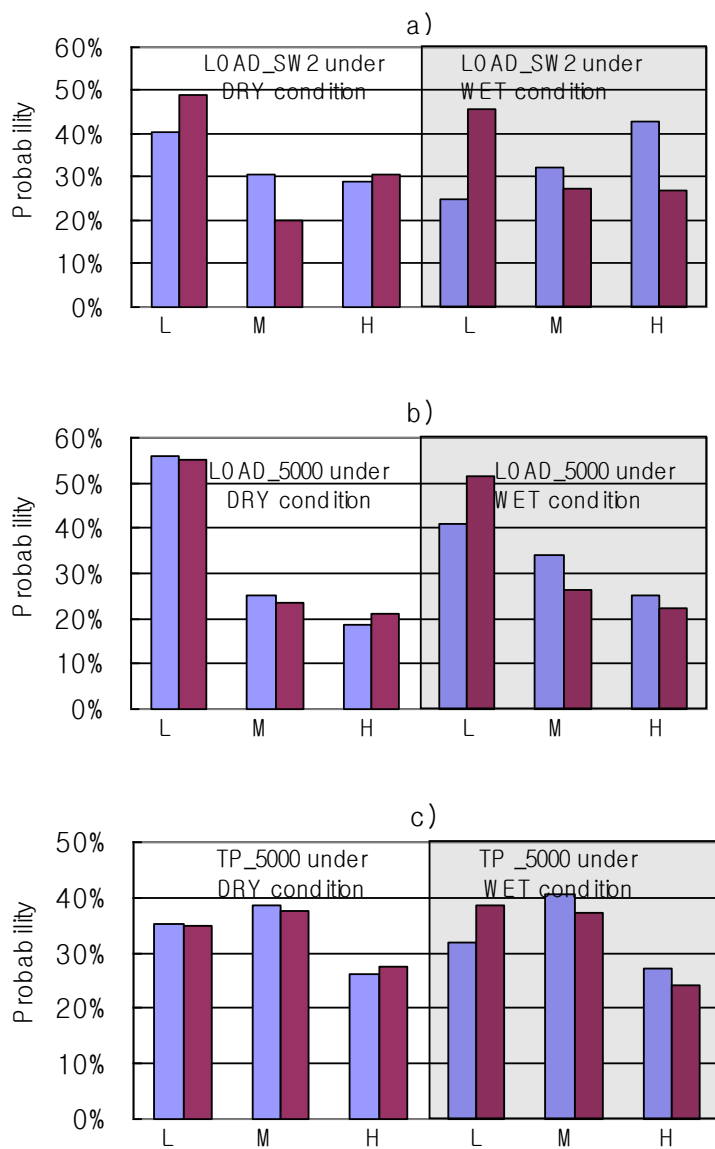 a)
60%
50%
40%
30%
20%
10%
0%
Probability
LOAD_SW2 under
DRY condition
LOAD_SW2 under
WET condition
L M H L M H
b)
60%
50%
40%
30%
20%
10%
0%
Probability
LOAD_5000 under
DRY condition
LOAD_5000 under
WET condition
L M H L M H
c)
50%
40%
30%
20%
10%
0%
Probability
TP_5000 under
DRY condition
TP_5000 under
WET condition
L M H L M H